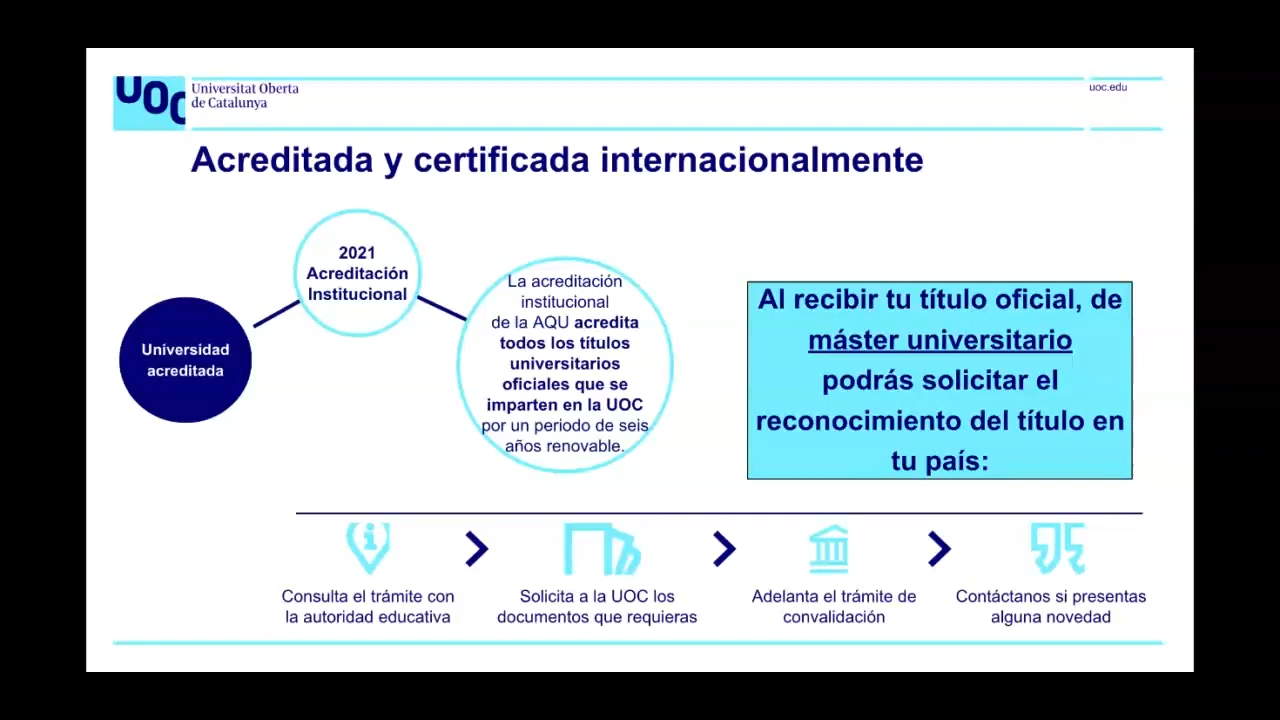 UOC
Universitat Oberta
de Catalunya
uoc.edu
Acreditada y certificada internacionalmente
Universidad
acreditada
2021
Acreditación
Institucional
La acreditación
institucional
de la AQU acredita
todos los títulos
universitarios
oficiales que se
imparten en la UOC
por un periodo de seis
años renovable.
Al recibir tu título oficial, de
máster universitario
podrás solicitar el
reconocimiento del título en
tu país:
Consulta el trámite con
la autoridad educativa
Solicita a la UOC los
documentos que requieras
Adelanta el trámite de
convalidación
Contáctanos si presentas
alguna novedad